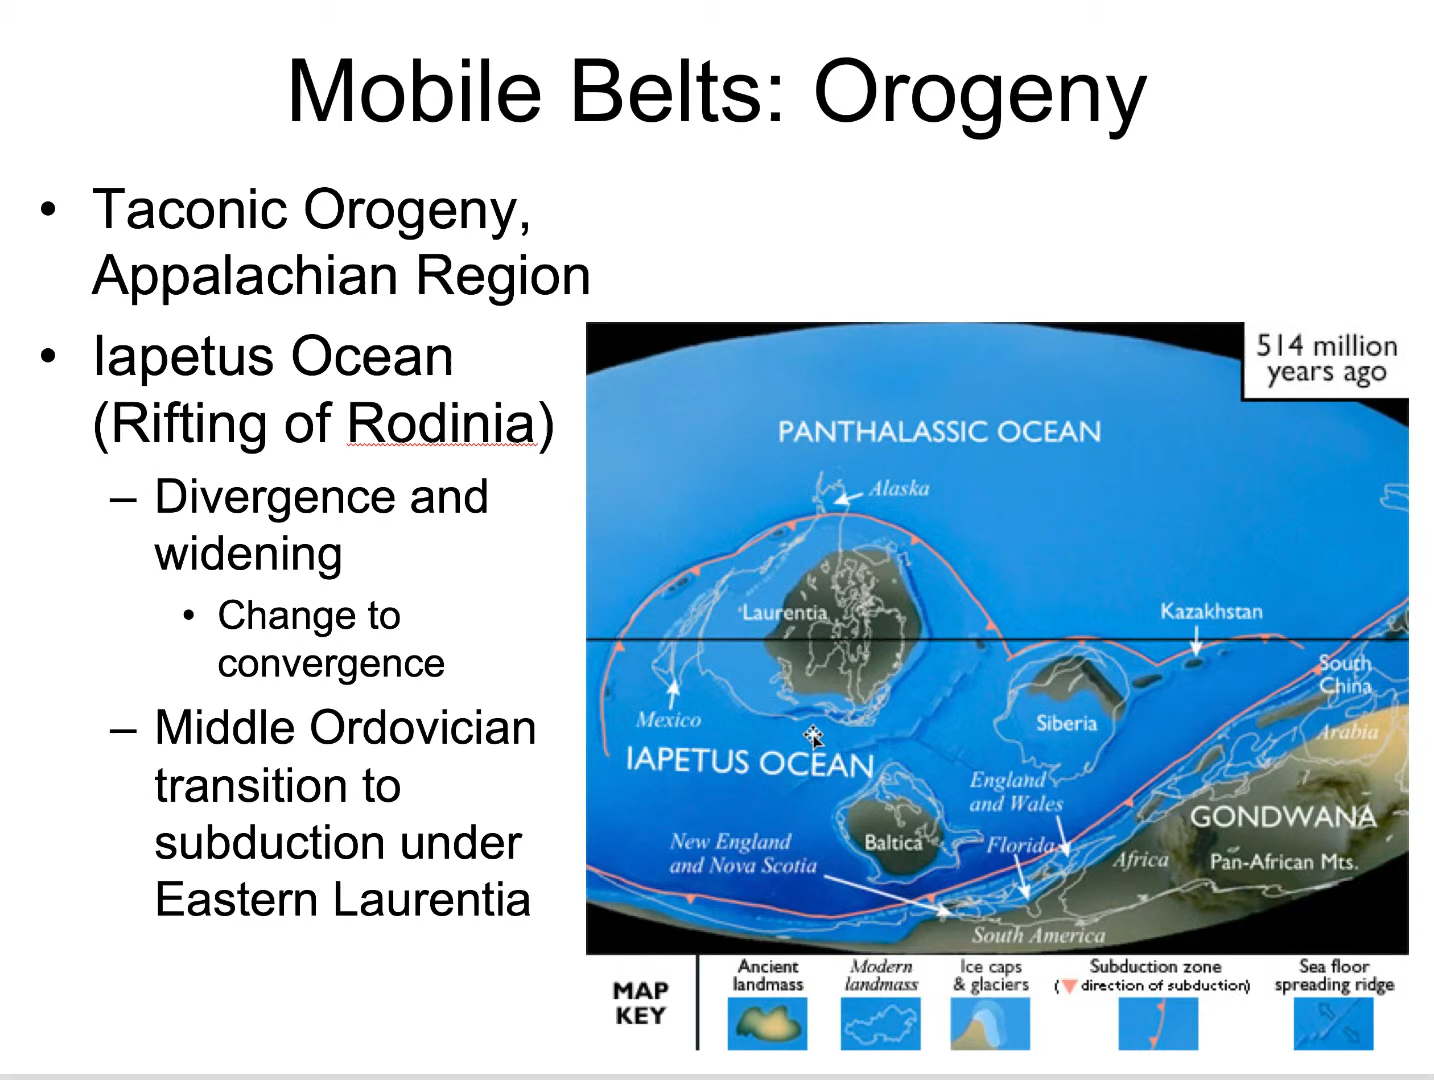 Mobile Belts: Orogeny
• Taconic Orogeny,
Appalachian Region
• Iapetus Ocean
(Rifting of Rodinia)
– Divergence and
widening
• Change to
convergence
– Middle Ordovician
transition to
subduction under
Eastern Laurentia
514 million
years ago
PANTHALASSIC OCEAN
Alaska
Laurentia
Kazakhstan
South
China
Mexico
Siberia
Arabia
IAPETUS OCEAN
England
and Wales
GONDWANA
New England
and Nova Scotia
Baltica
Florida
Africa
Pan-African Mts.
South America
MAP
KEY
Ancient
landmass
Modern
landmass
Ice caps
& glaciers
Subduction zone
(▼direction of subduction)
Sea floor
spreading ridge